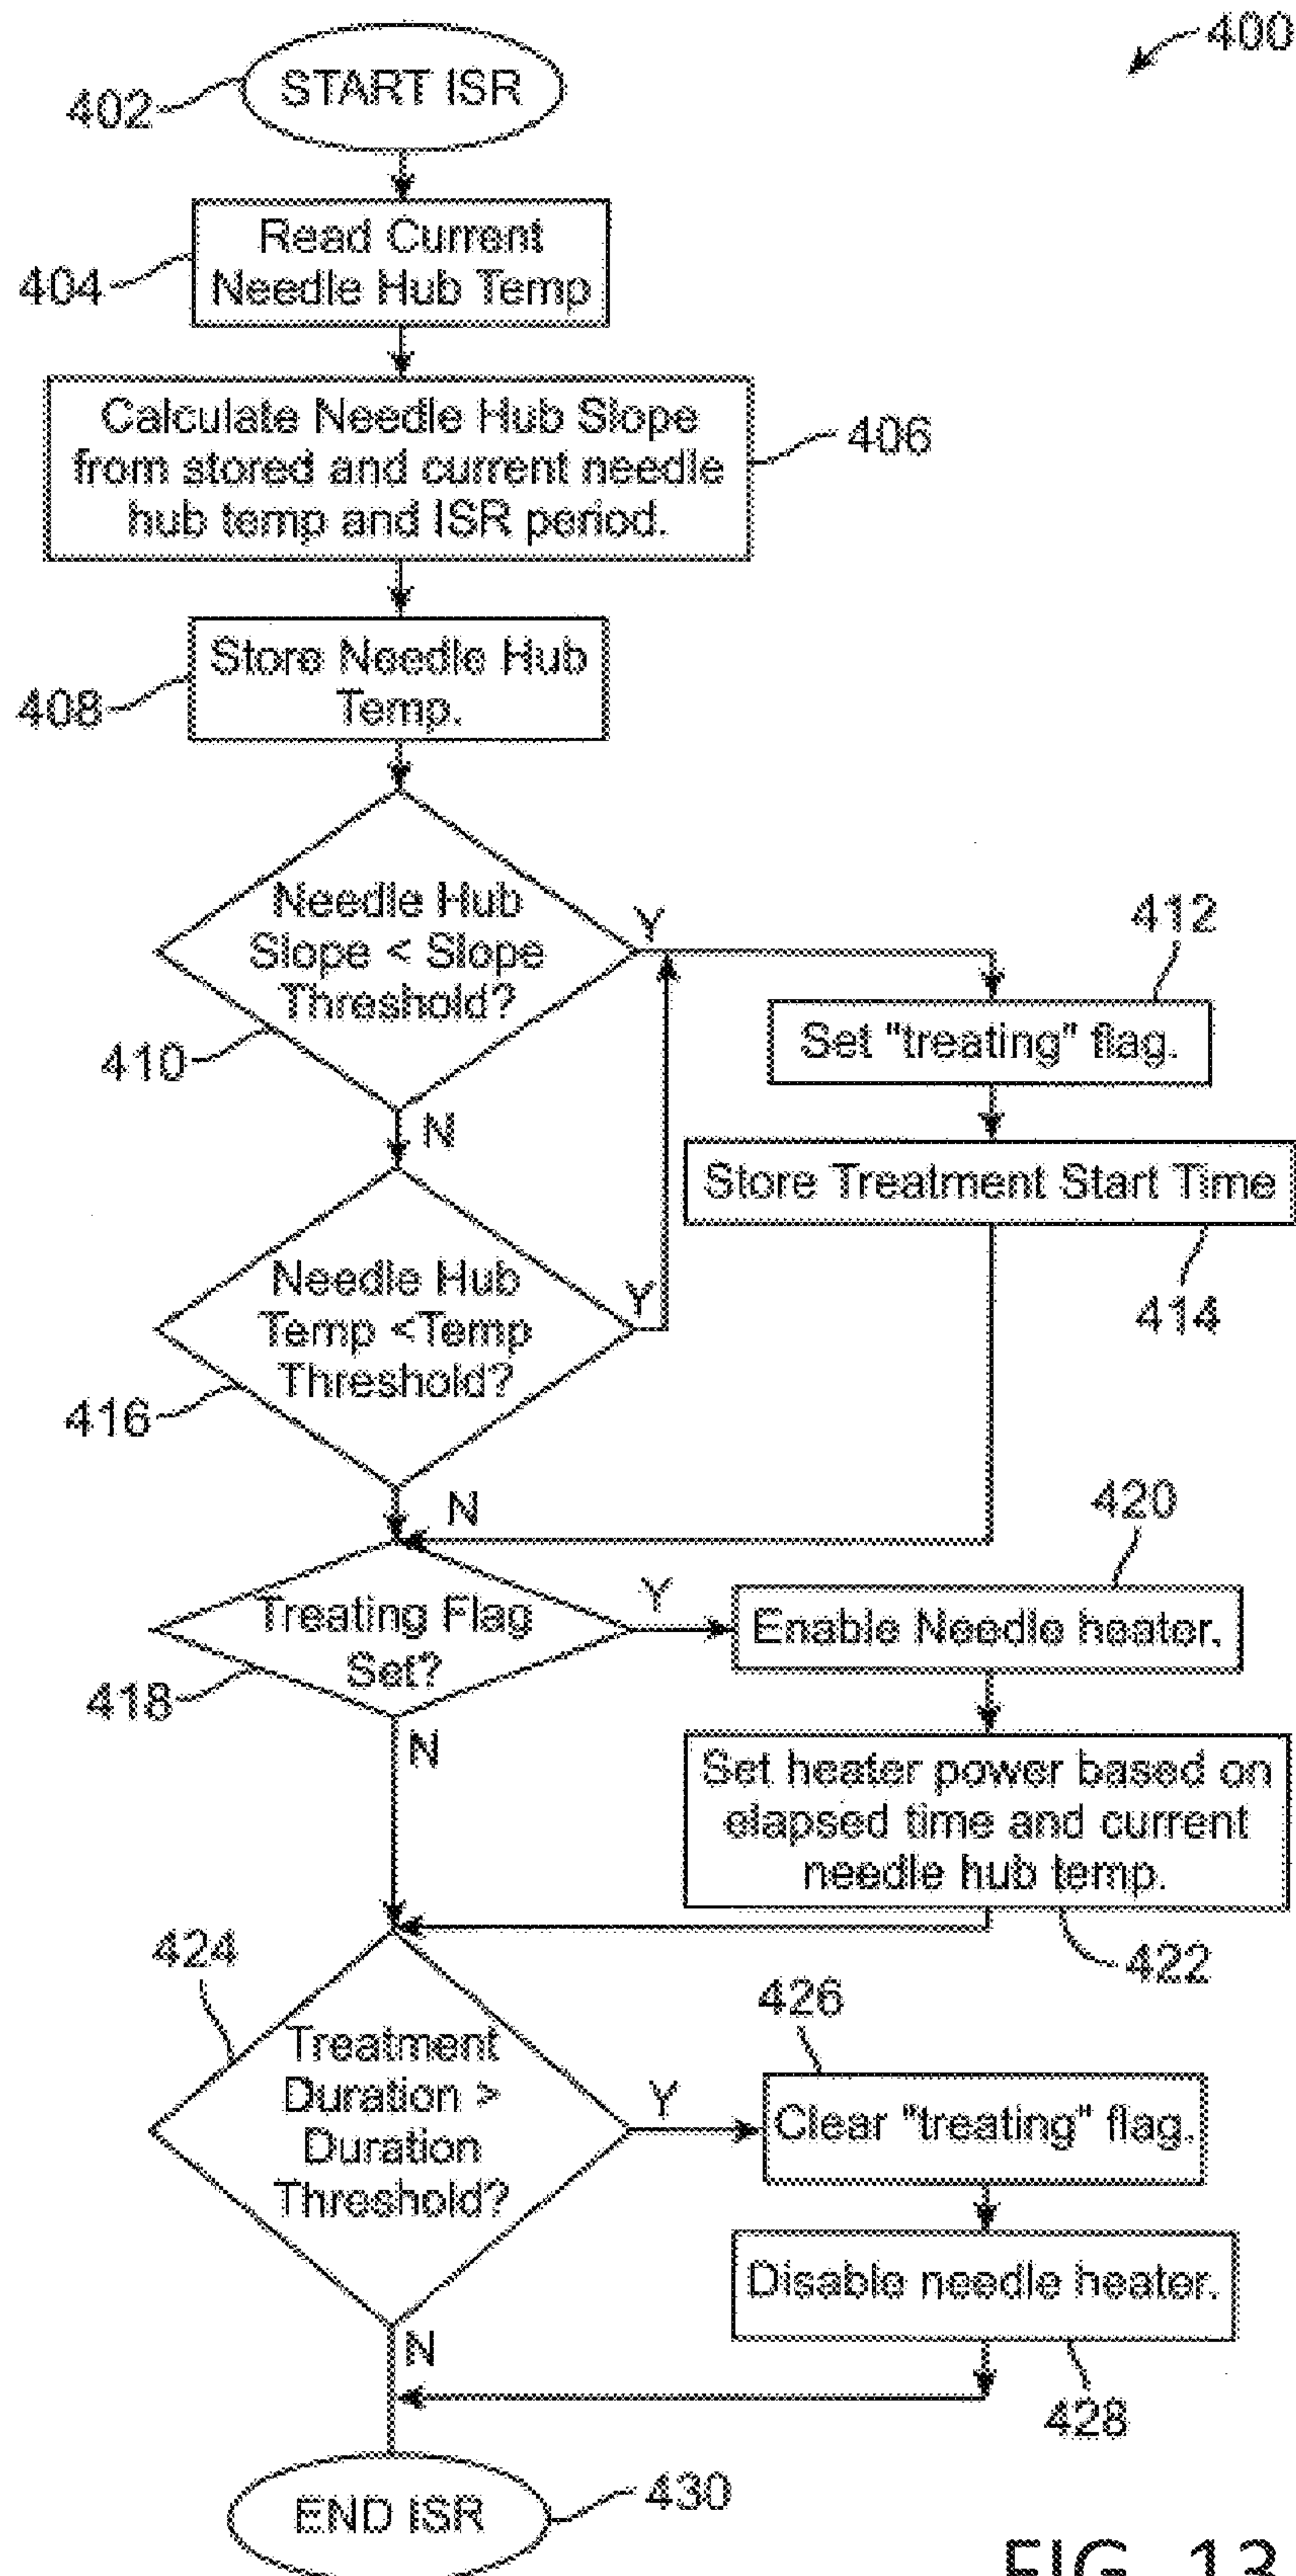 400
START ISR
402
Read Current
Needle Hub Temp
404
Calculate Needle Hub Slope
from stored and current needle
hub temp and ISR period.
406
Store Needle Hub
Temp.
408
Needle Hub
Slope < Slope
Threshold?
Y
410
N
412
Set "treating" flag.
Store Treatment Start Time
414
Needle Hub
Temp <Temp
Threshold?
Y
416
N
Treating Flag
Set?
Y
418
N
420
Enable Needle heater.
Set heater power based on
elapsed time and current
needle hub temp.
422
424
Treatment
Duration >
Duration
Threshold?
Y
N
426
Clear "treating" flag.
Disable needle heater.
428
END ISR
430
FIG. 13